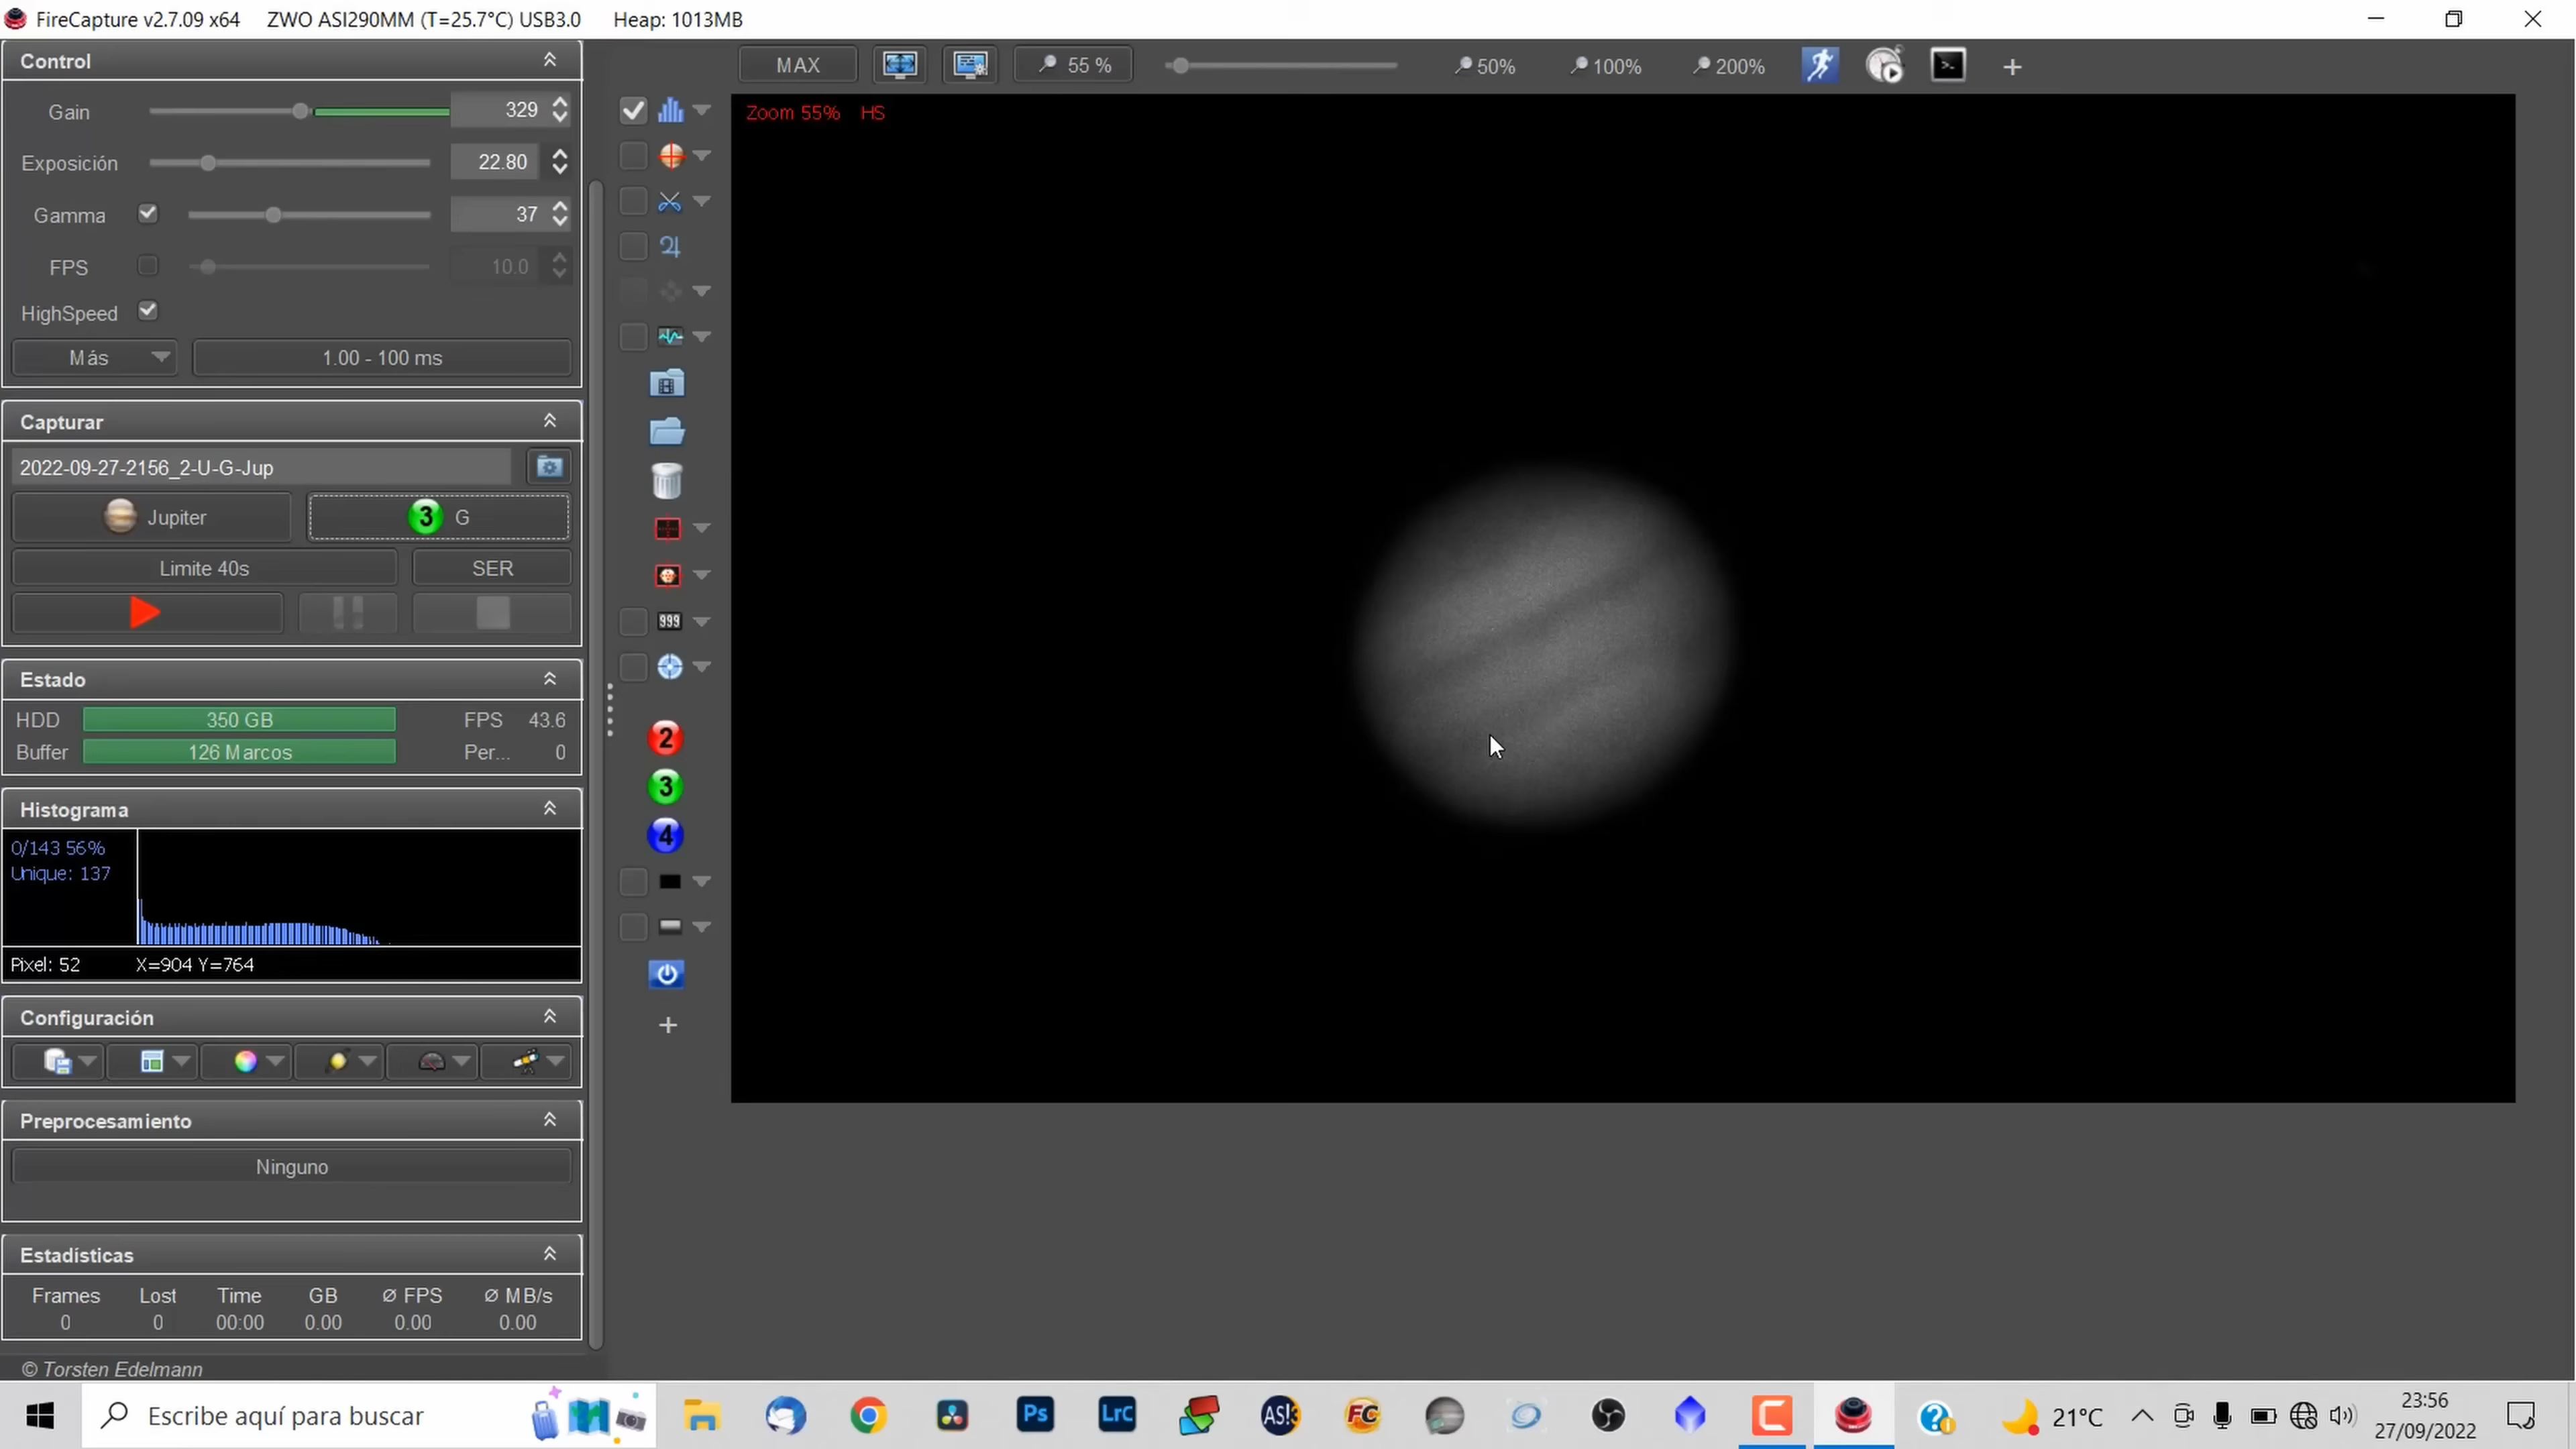 FireCapture v2.7.09 x64 ZWO ASI290MM (T=25.7°C) USB3.0 Heap: 1013MB
MAX 55 % 50% 100% 200%
Zoom 55% HS
Control
Gain 329
Exposición 22.80
Gamma 37
FPS 10.0
HighSpeed
Más 1.00 - 100 ms
Capturar
2022-09-27-2156_2-U-G-Jup
Jupiter 3 G
Limite 40s SER
Estado
HDD 350 GB FPS 43.6
Buffer 126 Marcos Per... 0
Histograma
0/143 56%
Unique: 137
Pixel: 52 X=904 Y=764
Configuración
Preprocesamiento
Ninguno
Estadísticas
Frames Lost Time GB Ø FPS Ø MB/s
0 0 00:00 0.00 0.00 0.00
© Torsten Edelmann
999
2
3
4
Escribe aquí para buscar Ps LrC AS!3 FC 21°C 23:56
27/09/2022